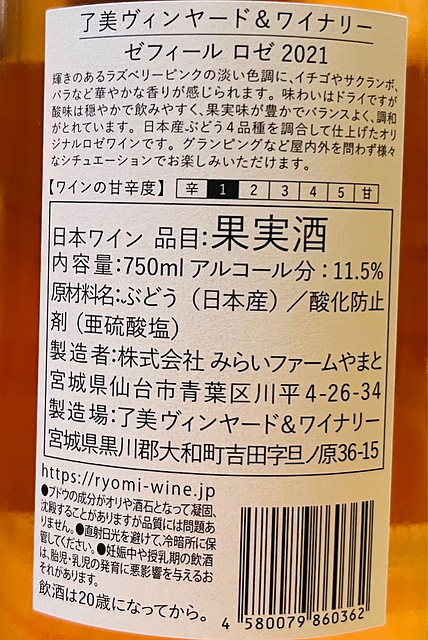 了美ヴィンヤード&ワイナリー
ゼフィール ロゼ 2021
輝きのあるラズベリーピンクの淡い色調に、イチゴやサクランボ、
バラなど華やかな香りが感じられます。味わいはドライですが
酸味は穏やかで飲みやすく、果実味が豊かでバランスよく、調和
がとれています。日本産ぶどう4品種を調合して仕上げたオリ
ジナルロゼワインです。グランピングなど屋内外を問わず様々
なシチュエーションでお楽しみいただけます。
【ワインの甘辛度】 辛 1 2 3 4 5 甘
日本ワイン 品目:果実酒
内容量:750ml アルコール分:11.5%
原材料名:ぶどう(日本産)/酸化防止
剤(亜硫酸塩)
製造者:株式会社 みらいファームやまと
宮城県仙台市青葉区川平4-26-34
製造場:了美ヴィンヤード&ワイナリー
宮城県黒川郡大和町吉田字旦ノ原36-15
https://ryomi-wine.jp
●ブドウの成分がオリや酒石となって凝固、
沈殿することがありますが品質には問題あ
りません。●直射日光を避けて、冷暗所に保
管してください。●妊娠中や授乳期の飲酒
は、胎児・乳児の発育に悪影響を与えるお
それがあります。
飲酒は20歳になってから。
4 580079 860362